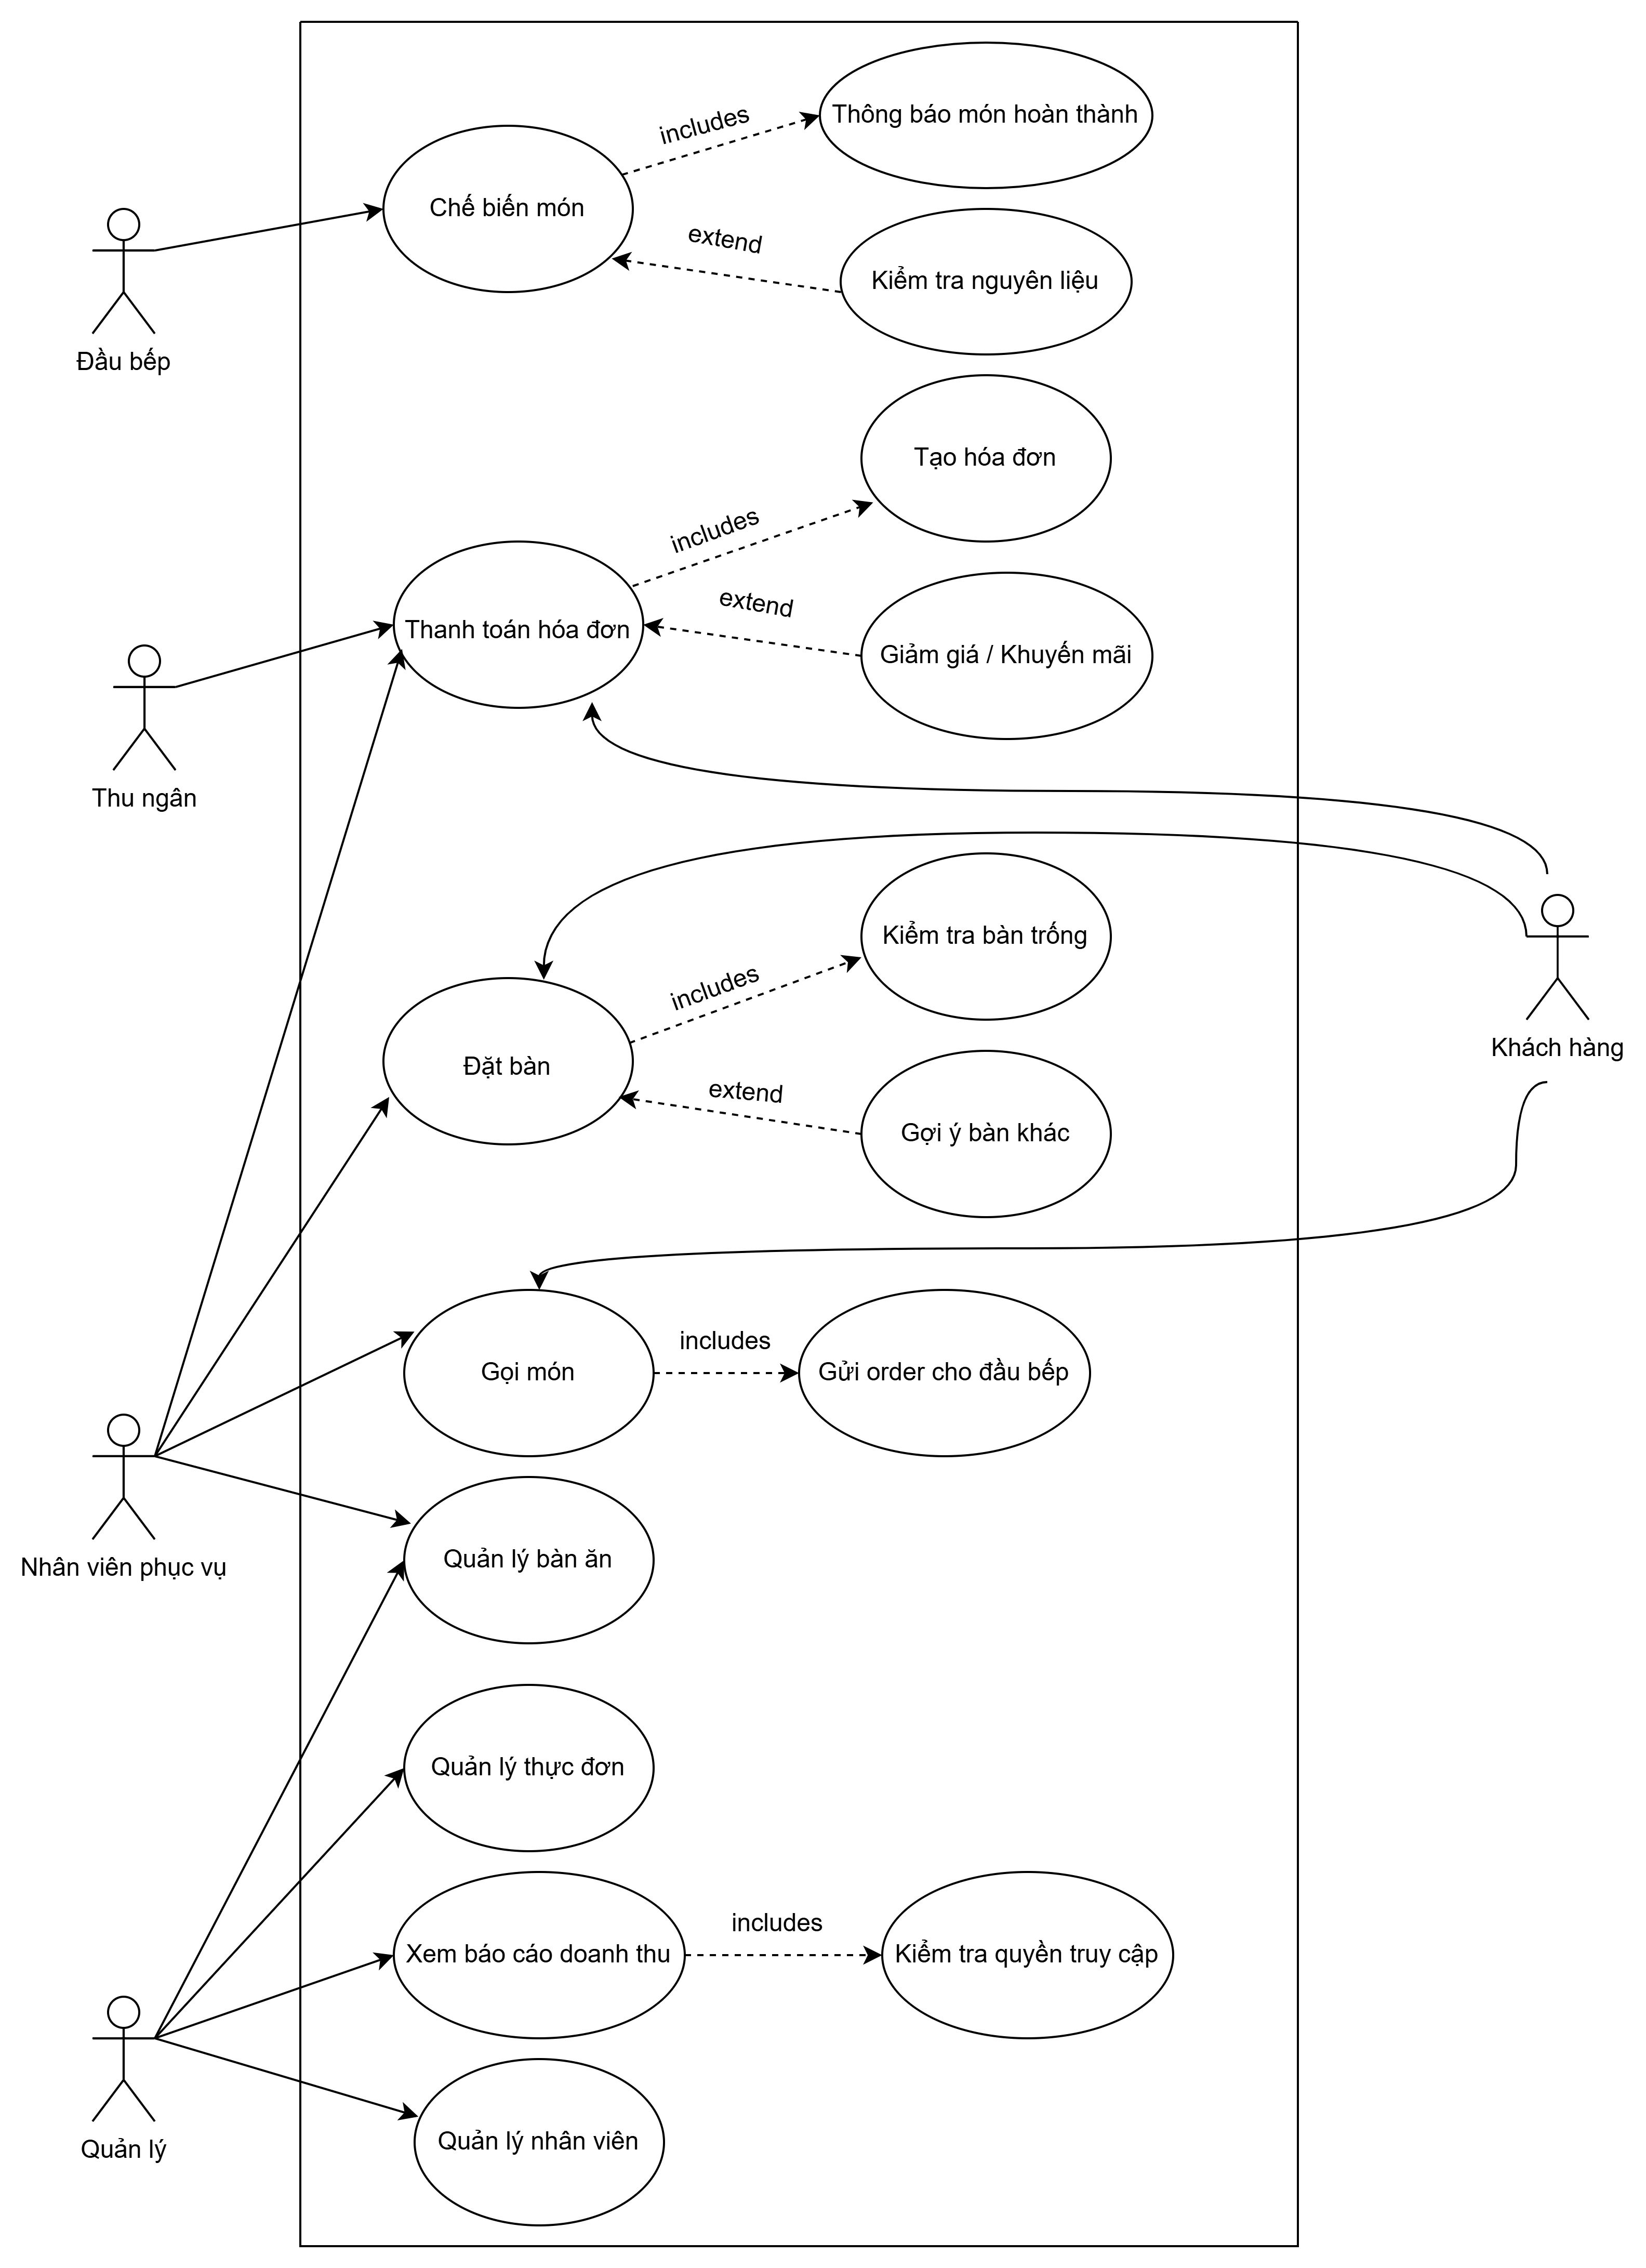 Thông báo món hoàn thành
includes
Chế biến món
extend
Kiểm tra nguyên liệu
Đầu bếp
Tạo hóa đơn
includes
extend
Thanh toán hóa đơn
Giảm giá / Khuyến mãi
Thu ngân
Kiểm tra bàn trống
includes
Khách hàng
Đặt bàn
extend
Gợi ý bàn khác
includes
Gọi món
Gửi order cho đầu bếp
Quản lý bàn ăn
Nhân viên phục vụ
Quản lý thực đơn
includes
Xem báo cáo doanh thu
Kiểm tra quyền truy cập
Quản lý nhân viên
Quản lý